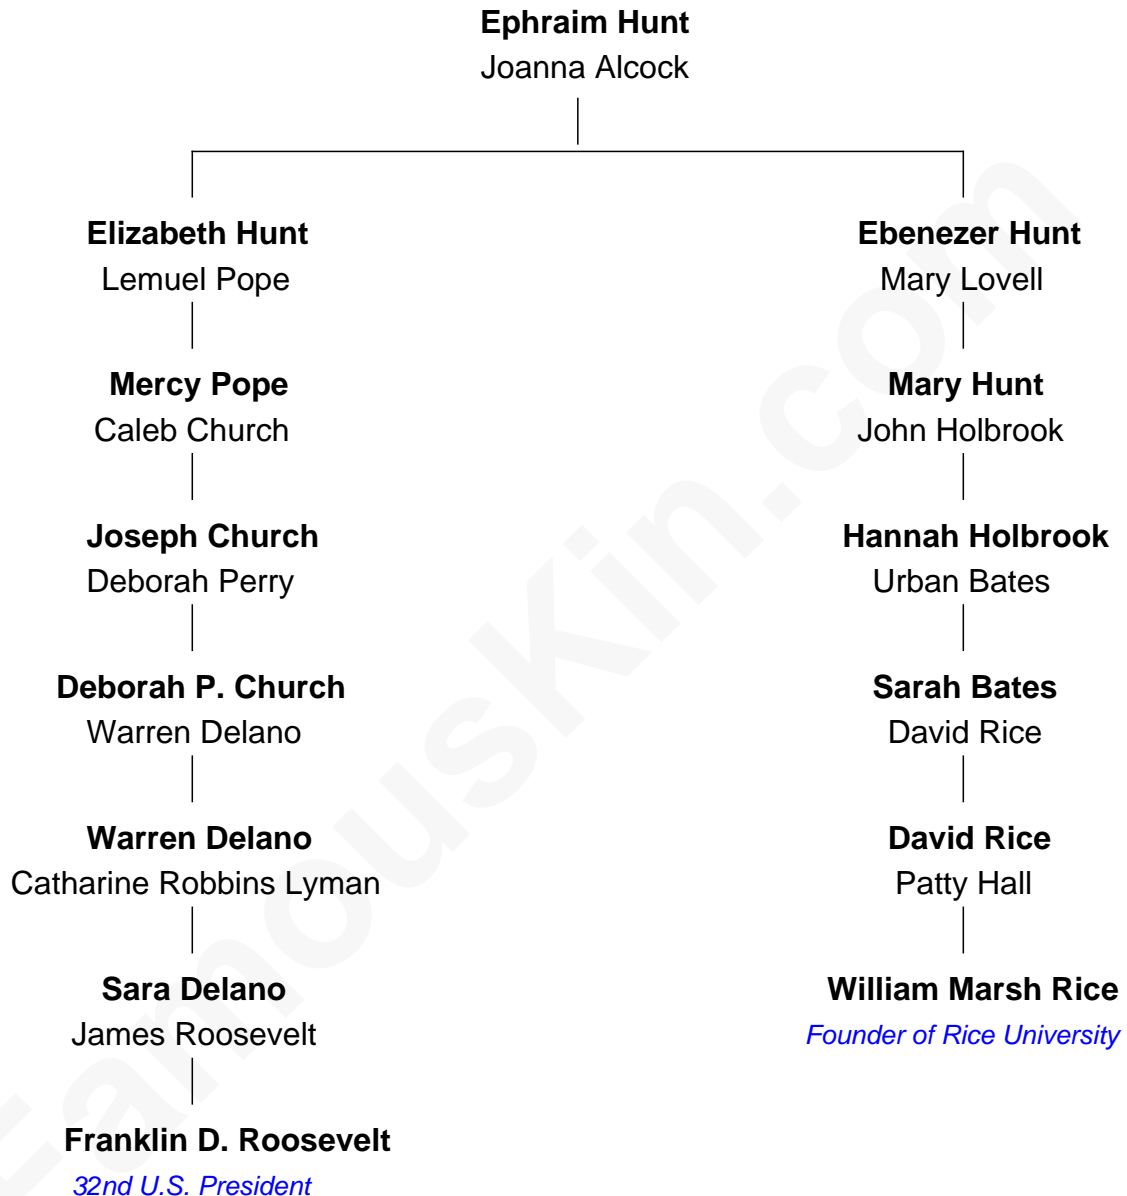 Ephraim Hunt
Joanna Alcock
Elizabeth Hunt
Lemuel Pope
Ebenezer Hunt
Mary Lovell
Mercy Pope
Caleb Church
Mary Hunt
John Holbrook
Joseph Church
Deborah Perry
Hannah Holbrook
Urban Bates
Deborah P. Church
Warren Delano
Sarah Bates
David Rice
Warren Delano
Catharine Robbins Lyman
David Rice
Patty Hall
Sara Delano
James Roosevelt
William Marsh Rice
Founder of Rice University
Franklin D. Roosevelt
32nd U.S. President
FamousKin.com